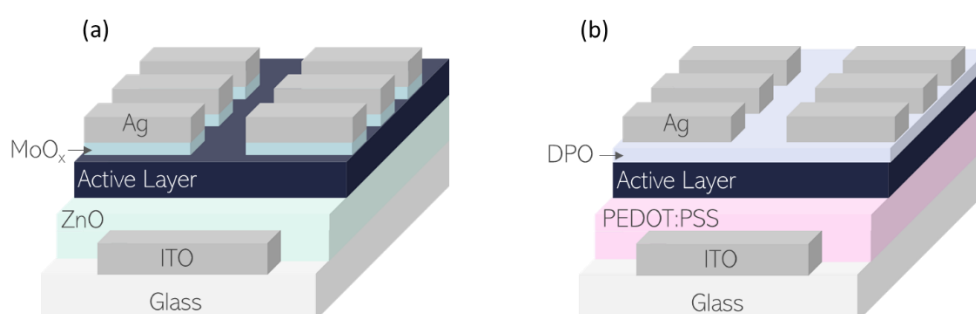 (a)
Ag
MoOₓ
Active Layer
ZnO
ITO
Glass
(b)
Ag
DPO
Active Layer
PEDOT:PSS
ITO
Glass